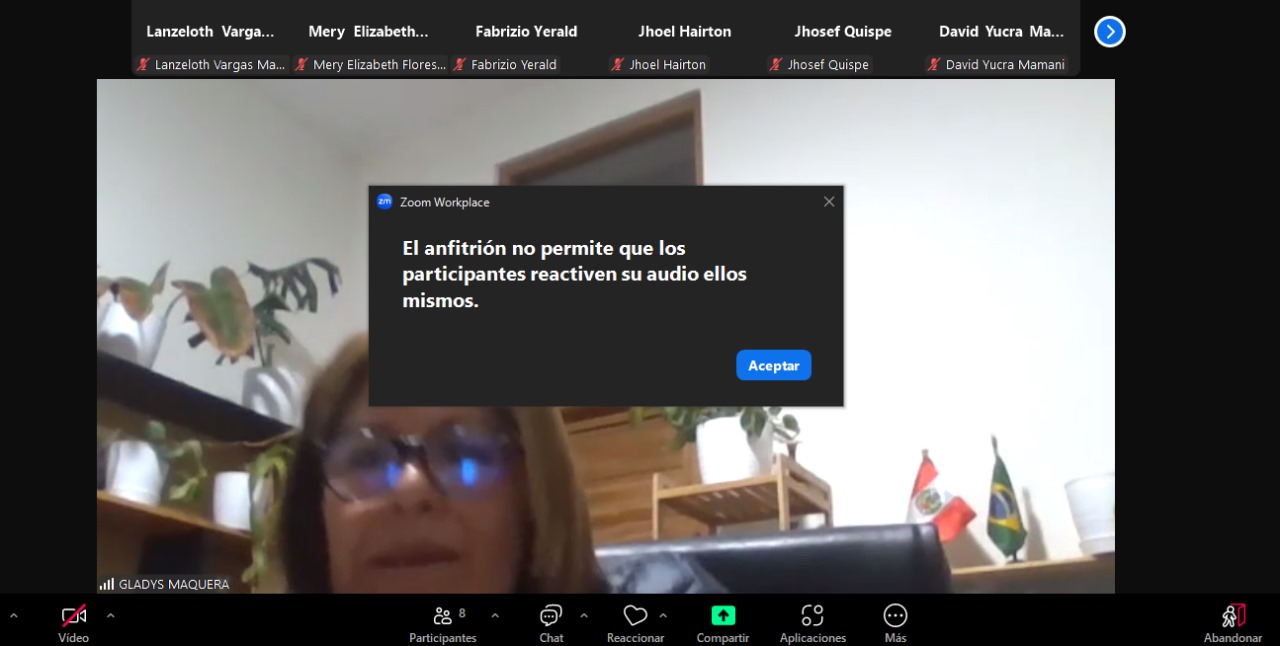 Lanzeloth Varga...
Mery Elizabeth...
Fabrizio Yerald
Jhoel Hairton
Jhosef Quispe
David Yucra Ma...
Lanzeloth Vargas Ma...
Mery Elizabeth Flores...
Fabrizio Yerald
Jhoel Hairton
Jhosef Quispe
David Yucra Mamani
zm Zoom Workplace
El anfitrión no permite que los
participantes reactiven su audio ellos
mismos.
Aceptar
GLADYS MAQUERA
8
Vídeo
Participantes
Chat
Reaccionar
Compartir
Aplicaciones
Más
Abandonar